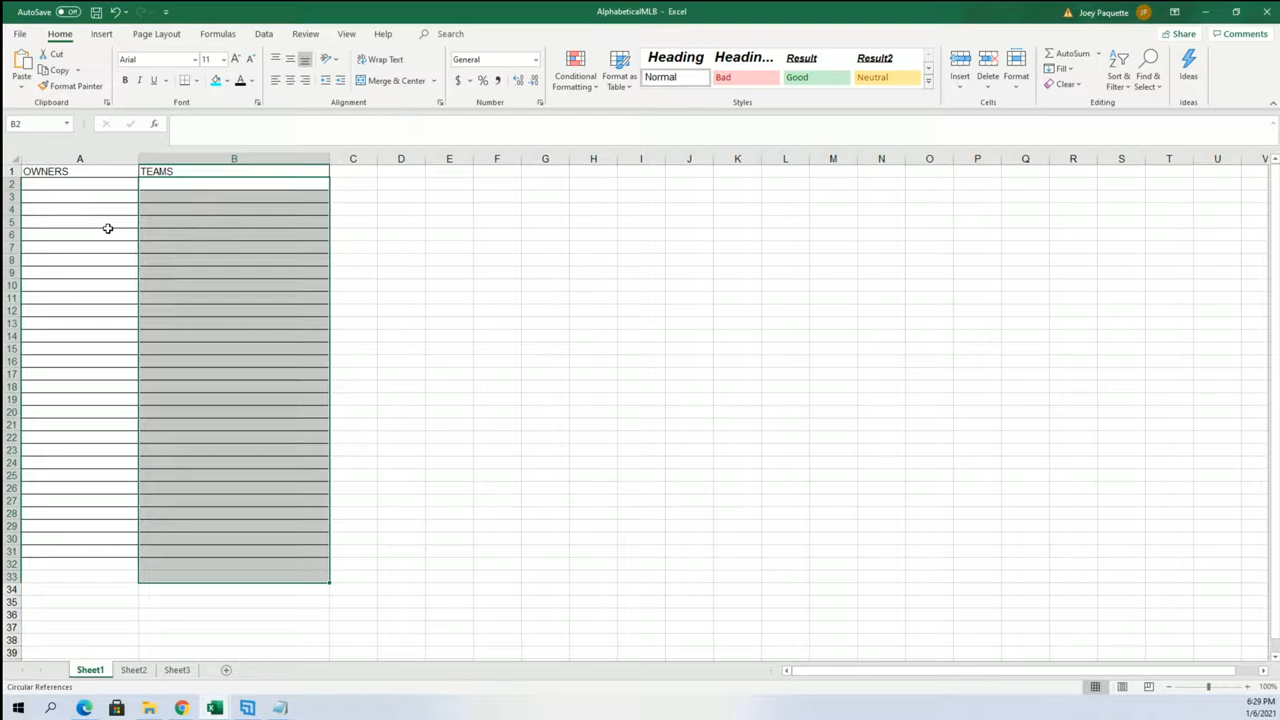 AutoSave Off AlphabeticalMLB - Excel Joey Paquette JP
File Home Insert Page Layout Formulas Data Review View Help Search Share Comments
Paste Cut Copy Format Painter Clipboard
Arial 11 A A B I U A Font
Wrap Text Merge & Center Alignment
General $ % Number
Conditional Formatting Format as Table
Heading Headin... Result Result2
Normal Bad Good Neutral
Styles
Insert Delete Format Cells
AutoSum Fill Clear Sort & Filter Find & Select Editing
Ideas Ideas
B2 fx
A B C D E F G H I J K L M N O P Q R S T U V
1 OWNERS TEAMS
2
3
4
5
6
7
8
9
10
11
12
13
14
15
16
17
18
19
20
21
22
23
24
25
26
27
28
29
30
31
32
33
34
35
36
37
38
39
Sheet1 Sheet2 Sheet3
Circular References 100%
6:29 PM
1/6/2021